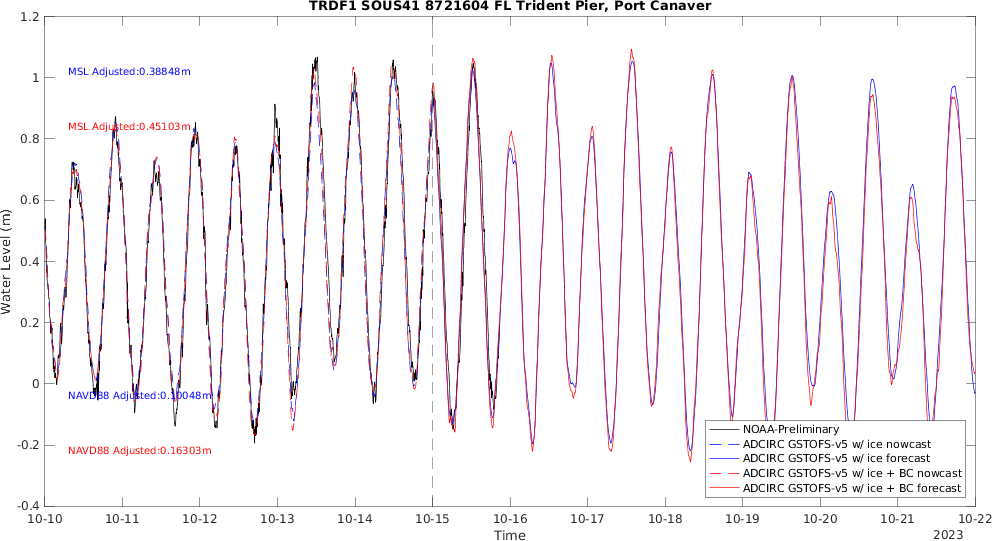 TRDF1 SOUS41 8721604 FL Trident Pier, Port Canaver
1.2
1
0.8
0.6
0.4
0.2
0
-0.2
-0.4
Water Level (m)
MSL Adjusted:0.38848m
MSL Adjusted:0.45103m
NAVD88 Adjusted:0.10048m
NAVD88 Adjusted:0.16303m
NOAA-Preliminary
ADCIRC GSTOFS-v5 w/ ice nowcast
ADCIRC GSTOFS-v5 w/ ice forecast
ADCIRC GSTOFS-v5 w/ ice + BC nowcast
ADCIRC GSTOFS-v5 w/ ice + BC forecast
10-10 10-11 10-12 10-13 10-14 10-15 10-16 10-17 10-18 10-19 10-20 10-21 10-22
Time
2023